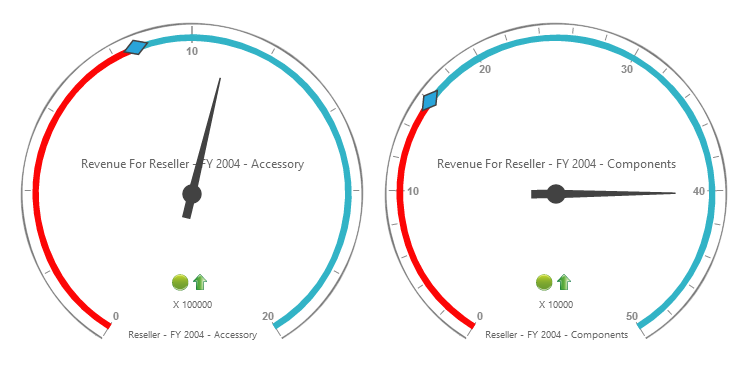 10
Revenue For Reseller - FY 2004 - Accessory
X 100000
0
20
Reseller - FY 2004 - Accessory
20
30
Revenue For Reseller - FY 2004 - Components
10
40
X 10000
0
50
Reseller - FY 2004 - Components